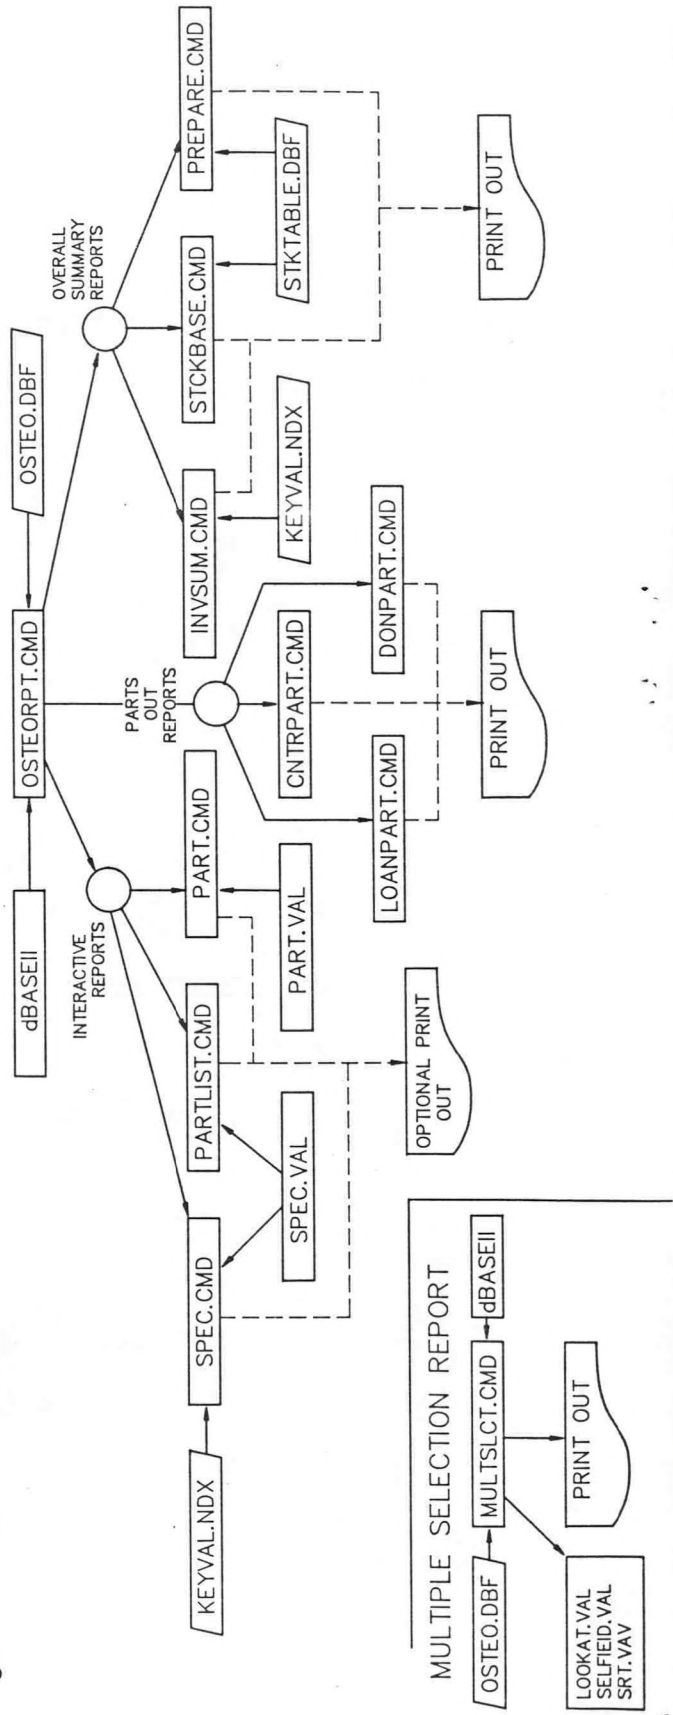 dBASEII
OSTEORPT.CMD
OSTEO.DBF
INTERACTIVE
REPORTS
PARTS
OUT
REPORTS
OVERALL
SUMMARY
REPORTS
KEYVAL.NDX
SPEC.CMD
PARTLIST.CMD
PART.CMD
INVSUM.CMD
STCKBASE.CMD
PREPARE.CMD
SPEC.VAL
PART.VAL
KEYVAL.NDX
STKTABLE.DBF
LOANPART.CMD
CNTRPART.CMD
DONPART.CMD
OPTIONAL PRINT
OUT
PRINT OUT
PRINT OUT
MULTIPLE SELECTION REPORT
OSTEO.DBF
MULTSLCT.CMD
dBASEII
LOOKAT.VAL
SELFIEID.VAL
SRT.VAV
PRINT OUT